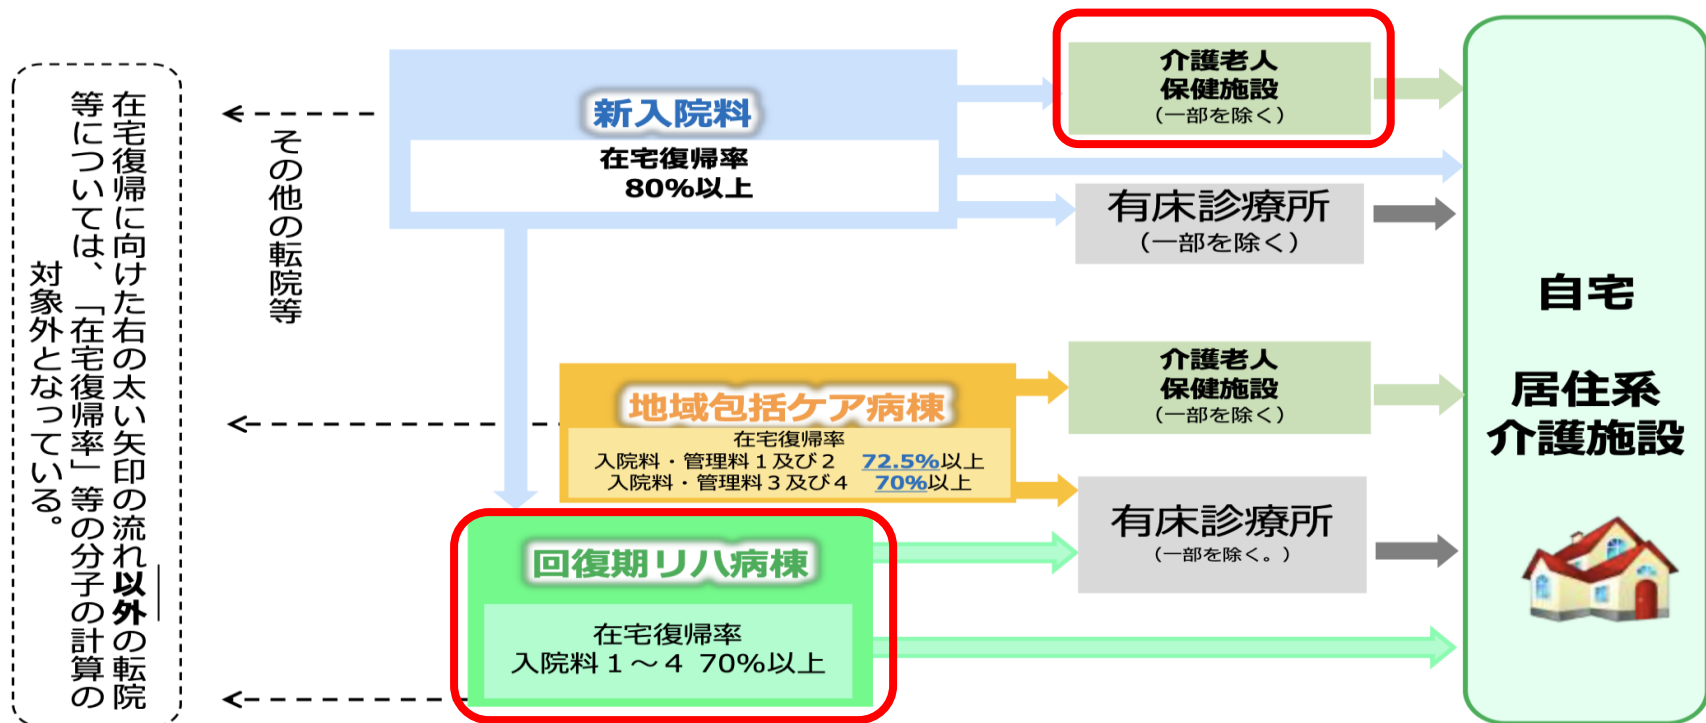 在宅復帰に向けた右の太い矢印の流れ以外の転院
等については、「在宅復帰率」等の分子の計算の
対象外となっている。
その他の転院等
新入院料
在宅復帰率
80%以上
介護老人
保健施設
（一部を除く）
有床診療所
（一部を除く）
地域包括ケア病棟
在宅復帰率
入院料・管理料１及び２ 72.5%以上
入院料・管理料３及び４ 70%以上
介護老人
保健施設
（一部を除く）
有床診療所
（一部を除く。）
回復期リハ病棟
在宅復帰率
入院料１～４ 70%以上
自宅
居住系
介護施設